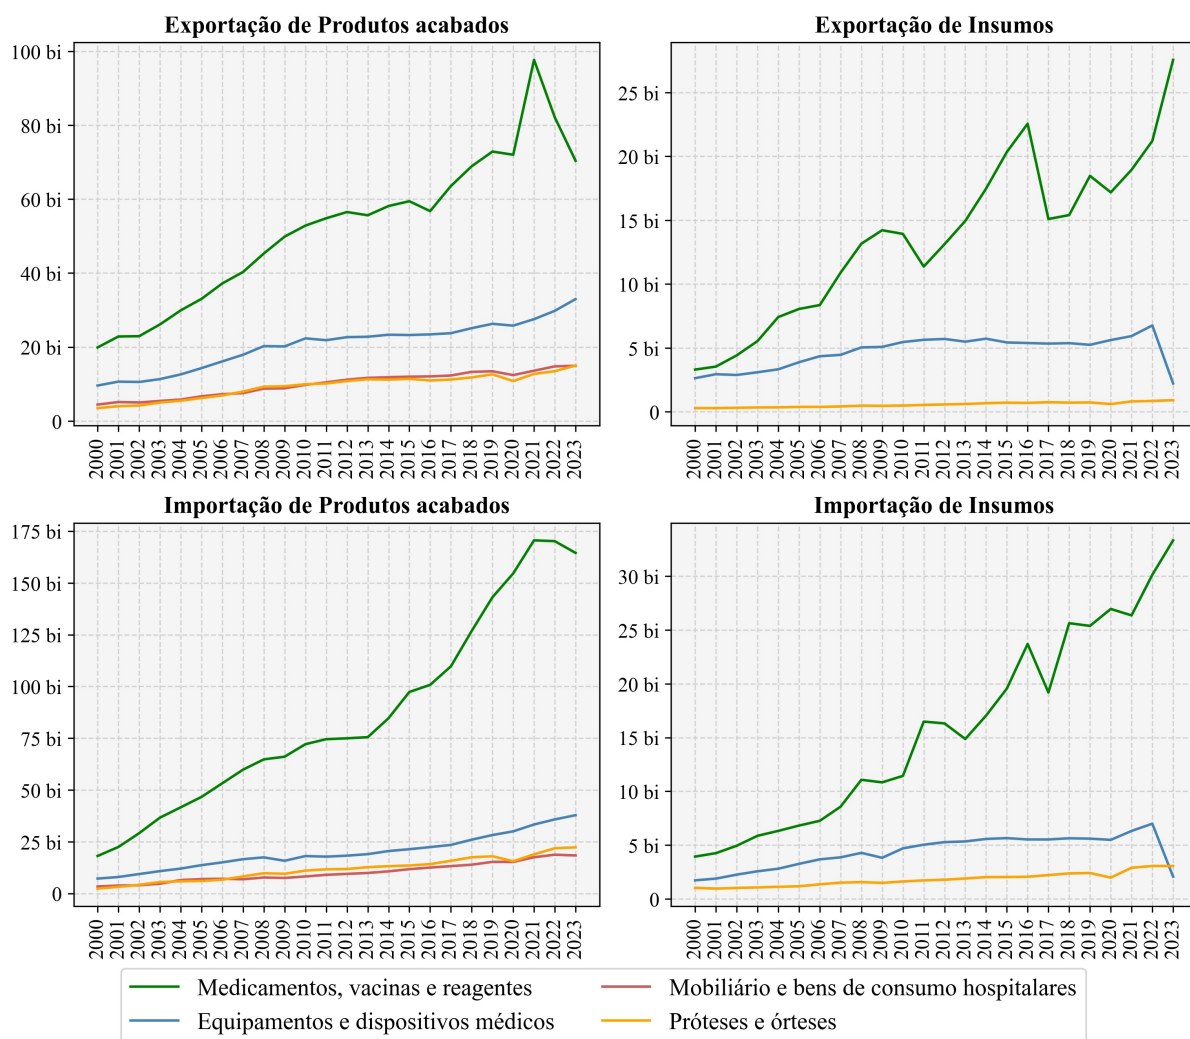 Exportação de Produtos acabados
100 bi
80 bi
60 bi
40 bi
20 bi
0
2000 2001 2002 2003 2004 2005 2006 2007 2008 2009 2010 2011 2012 2013 2014 2015 2016 2017 2018 2019 2020 2021 2022 2023
Exportação de Insumos
25 bi
20 bi
15 bi
10 bi
5 bi
0
2000 2001 2002 2003 2004 2005 2006 2007 2008 2009 2010 2011 2012 2013 2014 2015 2016 2017 2018 2019 2020 2021 2022 2023
Importação de Produtos acabados
175 bi
150 bi
125 bi
100 bi
75 bi
50 bi
25 bi
0
2000 2001 2002 2003 2004 2005 2006 2007 2008 2009 2010 2011 2012 2013 2014 2015 2016 2017 2018 2019 2020 2021 2022 2023
Importação de Insumos
30 bi
25 bi
20 bi
15 bi
10 bi
5 bi
0
2000 2001 2002 2003 2004 2005 2006 2007 2008 2009 2010 2011 2012 2013 2014 2015 2016 2017 2018 2019 2020 2021 2022 2023
Medicamentos, vacinas e reagentes
Equipamentos e dispositivos médicos
Mobiliário e bens de consumo hospitalares
Próteses e órteses